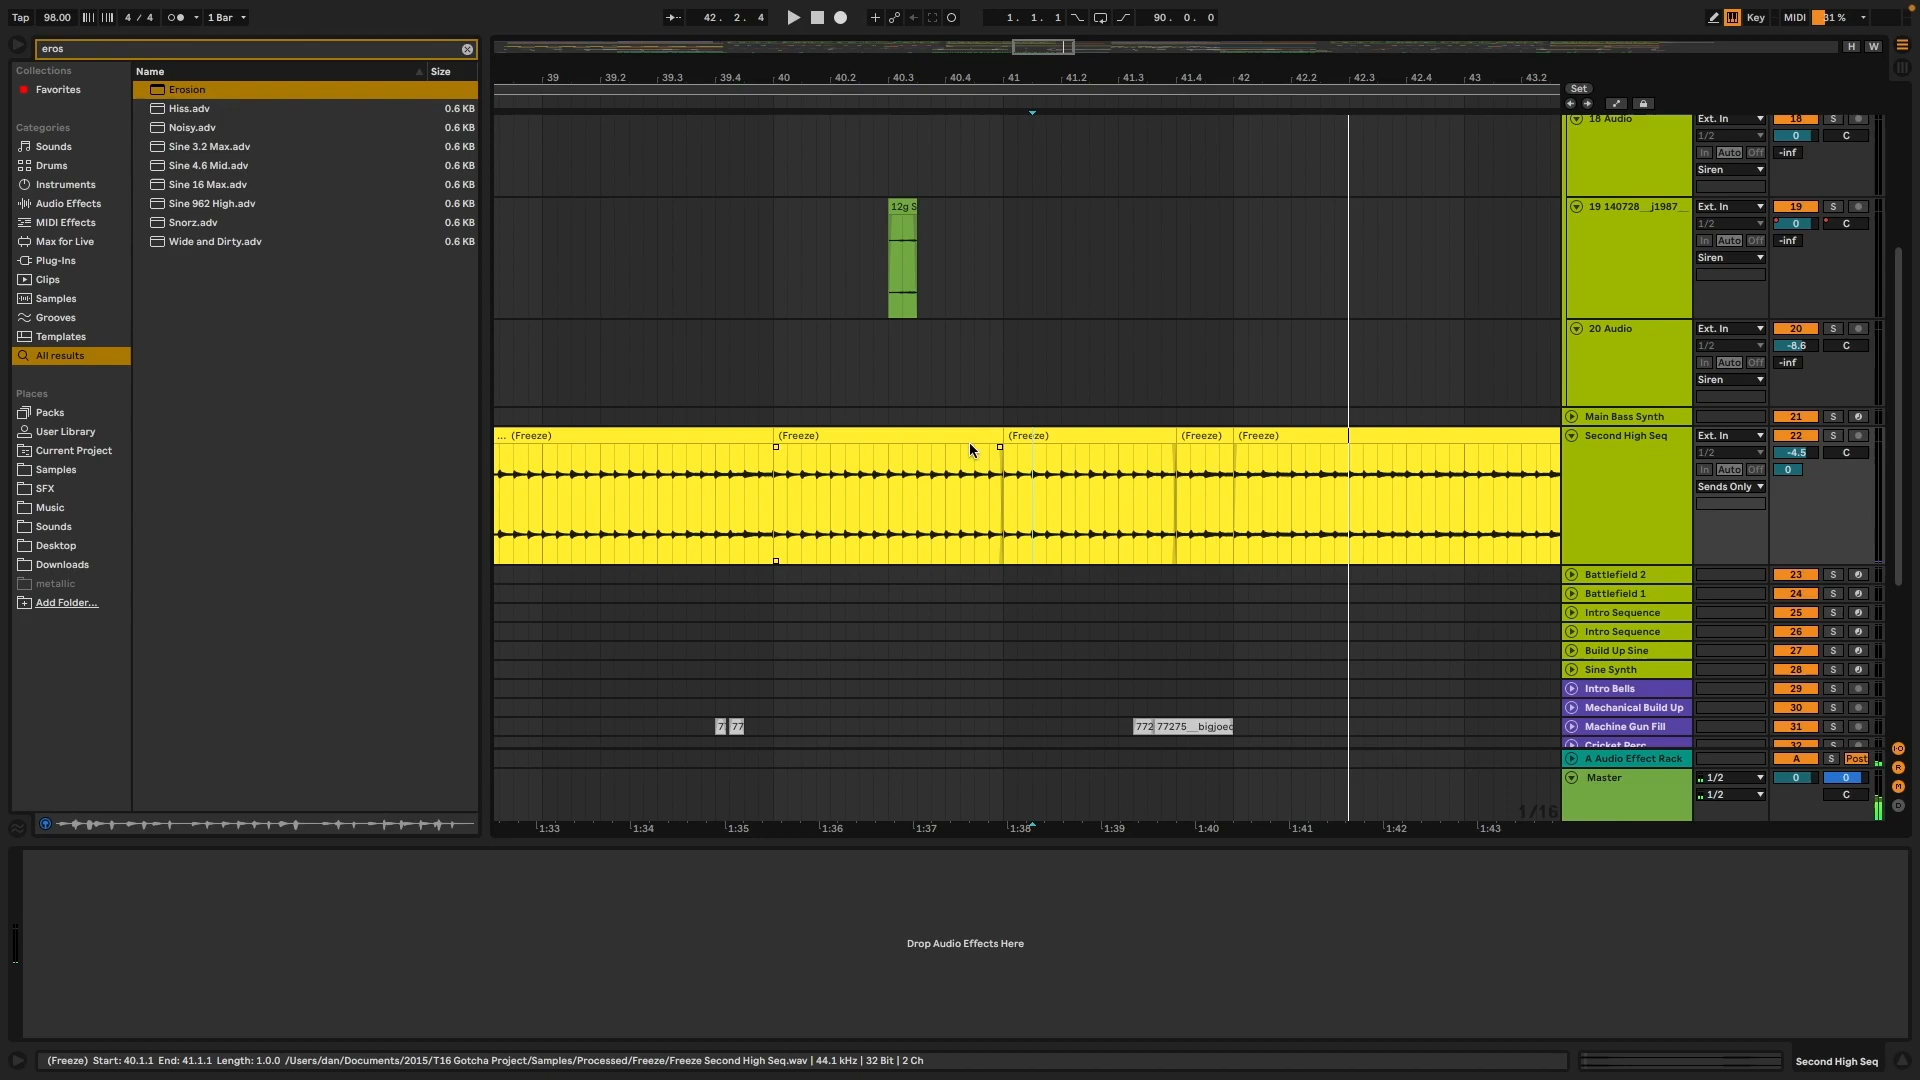 Tap 98.00 4 / 4 1 Bar 42. 2. 4 1. 1. 1 90. 0. 0 Key MIDI 31 %
eros
H W
Collections Name Size
Favorites
Erosion
Hiss.adv 0.6 KB
Noisy.adv 0.6 KB
Sine 3.2 Max.adv 0.6 KB
Sine 4.6 Mid.adv 0.6 KB
Sine 16 Max.adv 0.6 KB
Sine 962 High.adv 0.6 KB
Snorz.adv 0.6 KB
Wide and Dirty.adv 0.6 KB
Categories
Sounds
Drums
Instruments
Audio Effects
MIDI Effects
Max for Live
Plug-Ins
Clips
Samples
Grooves
Templates
All results
Places
Packs
User Library
Current Project
Samples
SFX
Music
Sounds
Desktop
Downloads
metallic
Add Folder...
39 39.2 39.3 39.4 40 40.2 40.3 40.4 41 41.2 41.3 41.4 42 42.2 42.3 42.4 43 43.2
Set
18 Audio Ext. In 18 S
1/2 0 C
In Auto Off -inf
Siren
12g S
19 140728__j1987__ Ext. In 19 S
1/2 0 C
In Auto Off -inf
Siren
20 Audio Ext. In 20 S
1/2 -8.6 C
In Auto Off -inf
Siren
Main Bass Synth 21 S
... (Freeze) (Freeze) (Freeze) (Freeze) (Freeze)
Second High Seq Ext. In 22 S
1/2 -4.5 C
In Auto Off 0
Sends Only
Battlefield 2 23 S
Battlefield 1 24 S
Intro Sequence 25 S
Intro Sequence 26 S
Build Up Sine 27 S
Sine Synth 28 S
Intro Bells 29 S
Mechanical Build Up 30 S
77 772 77275__bigjoed
Machine Gun Fill 31 S
Cricket Perc 32 S
A Audio Effect Rack A S Post
Master 1/2 0 0
1/2 C
I·O
R
M
D
1/16
1:33 1:34 1:35 1:36 1:37 1:38 1:39 1:40 1:41 1:42 1:43
Drop Audio Effects Here
(Freeze) Start: 40.1.1 End: 41.1.1 Length: 1.0.0 /Users/dan/Documents/2015/T16 Gotcha Project/Samples/Processed/Freeze/Freeze Second High Seq.wav | 44.1 kHz | 32 Bit | 2 Ch
Second High Seq